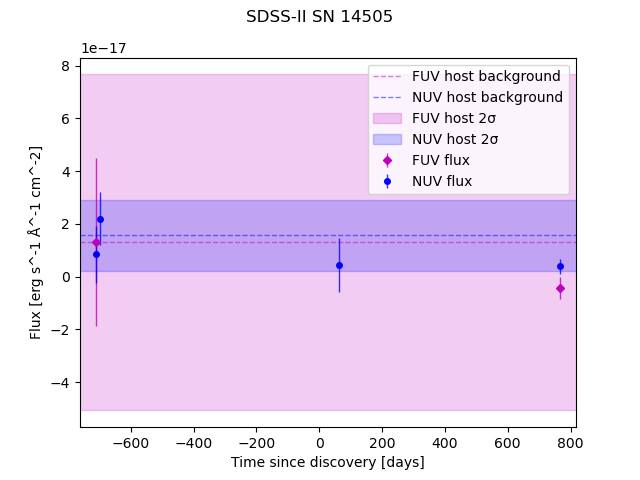 SDSS-II SN 14505
1e−17
8
6
4
2
0
−2
−4
Flux [erg s^-1 Å^-1 cm^-2]
FUV host background
NUV host background
FUV host 2σ
NUV host 2σ
FUV flux
NUV flux
−600 −400 −200 0 200 400 600 800
Time since discovery [days]